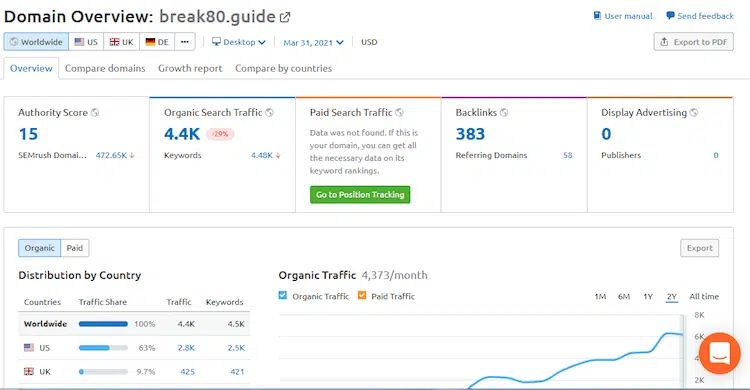 Domain Overview: break80.guide
User manual
Send feedback
Worldwide
US
UK
DE
•••
Desktop
Mar 31, 2021
USD
Export to PDF
Overview
Compare domains
Growth report
Compare by countries
Authority Score
15
SEMrush Domai...
472.65K
Organic Search Traffic
4.4K
-29%
Keywords
4.48K
Paid Search Traffic
Data was not found. If this is
your domain, you can get all
the necessary data on its
keyword rankings.
Go to Position Tracking
Backlinks
383
Referring Domains
58
Display Advertising
0
Publishers
0
Organic
Paid
Export
Distribution by Country
Countries
Traffic Share
Traffic
Keywords
Worldwide
100%
4.4K
4.5K
US
63%
2.8K
2.5K
UK
9.7%
425
421
Organic Traffic 4,373/month
Organic Traffic
Paid Traffic
1M
6M
1Y
2Y
All time
8K
6K
2K